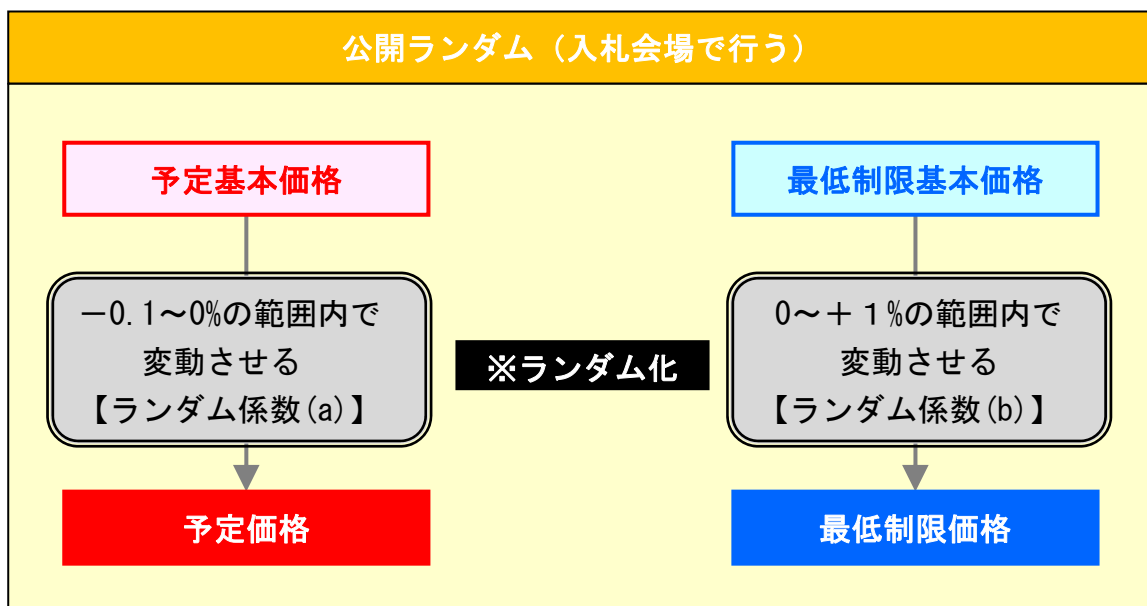 公開ランダム（入札会場で行う）
予定基本価格
－0.1～0%の範囲内で
変動させる
【ランダム係数(a)】
予定価格
※ランダム化
最低制限基本価格
0～＋１%の範囲内で
変動させる
【ランダム係数(b)】
最低制限価格